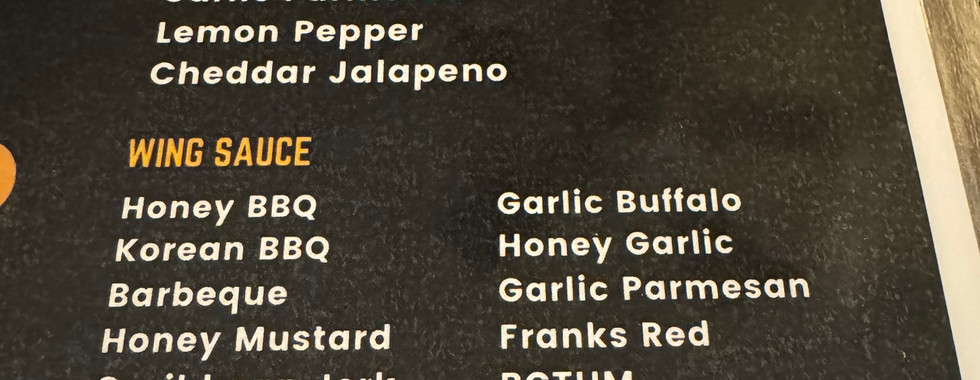 Lemon Pepper
Cheddar Jalapeno
WING SAUCE
Honey BBQ
Korean BBQ
Barbeque
Honey Mustard
Garlic Buffalo
Honey Garlic
Garlic Parmesan
Franks Red